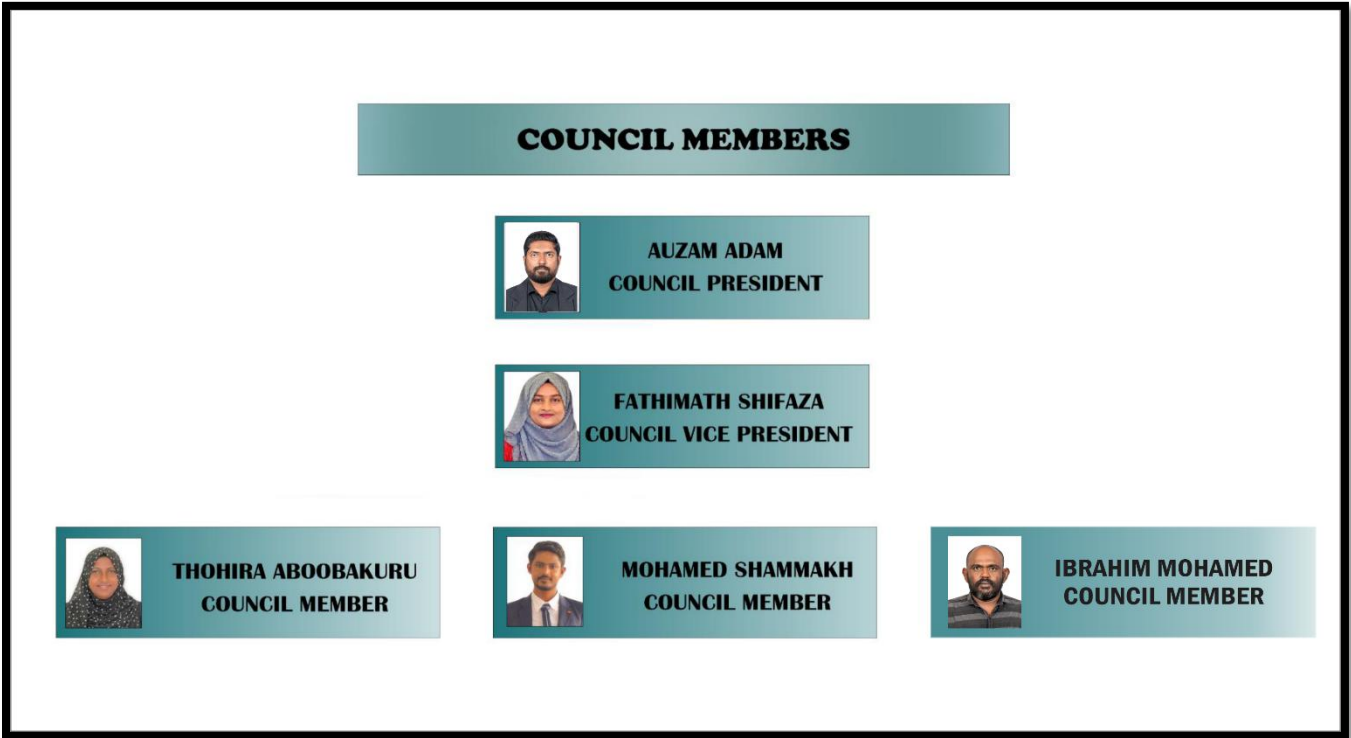 COUNCIL MEMBERS
AUZAM ADAM
COUNCIL PRESIDENT
FATHIMATH SHIFAZA
COUNCIL VICE PRESIDENT
THOHIRA ABOOBAKURU
COUNCIL MEMBER
MOHAMED SHAMMAKH
COUNCIL MEMBER
IBRAHIM MOHAMED
COUNCIL MEMBER